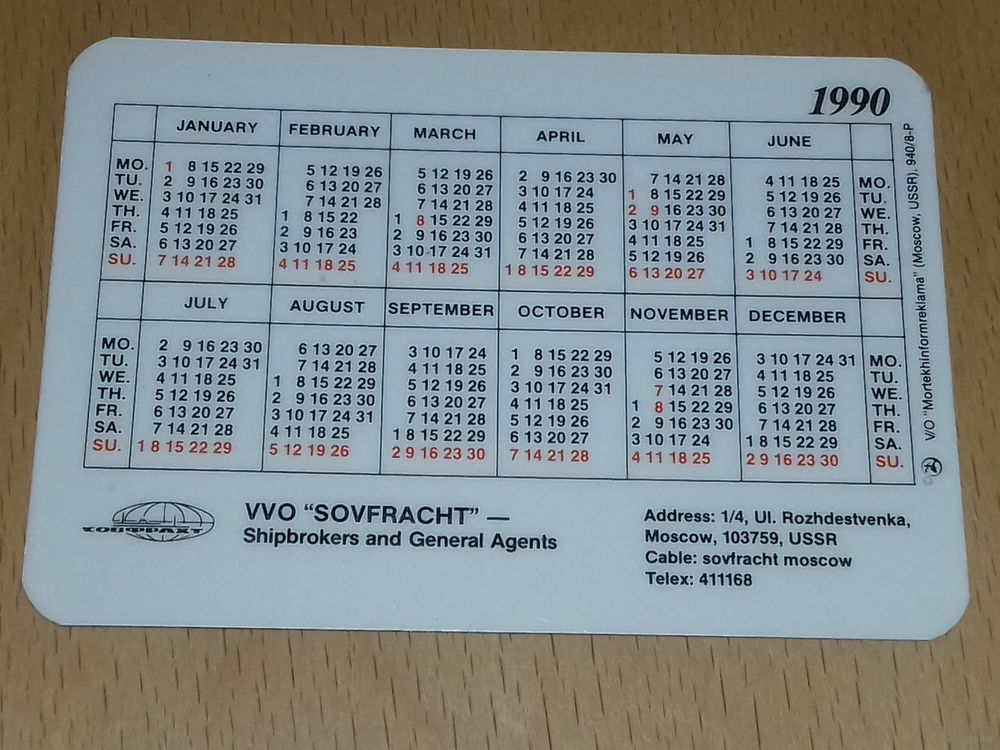 1990
JANUARY FEBRUARY MARCH APRIL MAY JUNE
MO. 1 8 15 22 29 5 12 19 26 5 12 19 26 2 9 16 23 30 7 14 21 28 4 11 18 25 MO.
TU. 2 9 16 23 30 6 13 20 27 6 13 20 27 3 10 17 24 1 8 15 22 29 5 12 19 26 TU.
WE. 3 10 17 24 31 7 14 21 28 7 14 21 28 4 11 18 25 2 9 16 23 30 6 13 20 27 WE.
TH. 4 11 18 25 1 8 15 22 1 8 15 22 29 5 12 19 26 3 10 17 24 31 7 14 21 28 TH.
FR. 5 12 19 26 2 9 16 23 2 9 16 23 30 6 13 20 27 4 11 18 25 1 8 15 22 29 FR.
SA. 6 13 20 27 3 10 17 24 3 10 17 24 31 7 14 21 28 5 12 19 26 2 9 16 23 30 SA.
SU. 7 14 21 28 4 11 18 25 4 11 18 25 1 8 15 22 29 6 13 20 27 3 10 17 24 SU.
JULY AUGUST SEPTEMBER OCTOBER NOVEMBER DECEMBER
MO. 2 9 16 23 30 6 13 20 27 3 10 17 24 1 8 15 22 29 5 12 19 26 3 10 17 24 31 MO.
TU. 3 10 17 24 31 7 14 21 28 4 11 18 25 2 9 16 23 30 6 13 20 27 4 11 18 25 TU.
WE. 4 11 18 25 1 8 15 22 29 5 12 19 26 3 10 17 24 31 7 14 21 28 5 12 19 26 WE.
TH. 5 12 19 26 2 9 16 23 30 6 13 20 27 4 11 18 25 1 8 15 22 29 6 13 20 27 TH.
FR. 6 13 20 27 3 10 17 24 31 7 14 21 28 5 12 19 26 2 9 16 23 30 7 14 21 28 FR.
SA. 7 14 21 28 4 11 18 25 1 8 15 22 29 6 13 20 27 3 10 17 24 1 8 15 22 29 SA.
SU. 1 8 15 22 29 5 12 19 26 2 9 16 23 30 7 14 21 28 4 11 18 25 2 9 16 23 30 SU.
V/O "Mortekhinformreklama" (Moscow, USSR), 940/8-P
СОВФРАХТ
VVO "SOVFRACHT" —
Shipbrokers and General Agents
Address: 1/4, Ul. Rozhdestvenka,
Moscow, 103759, USSR
Cable: sovfracht moscow
Telex: 411168